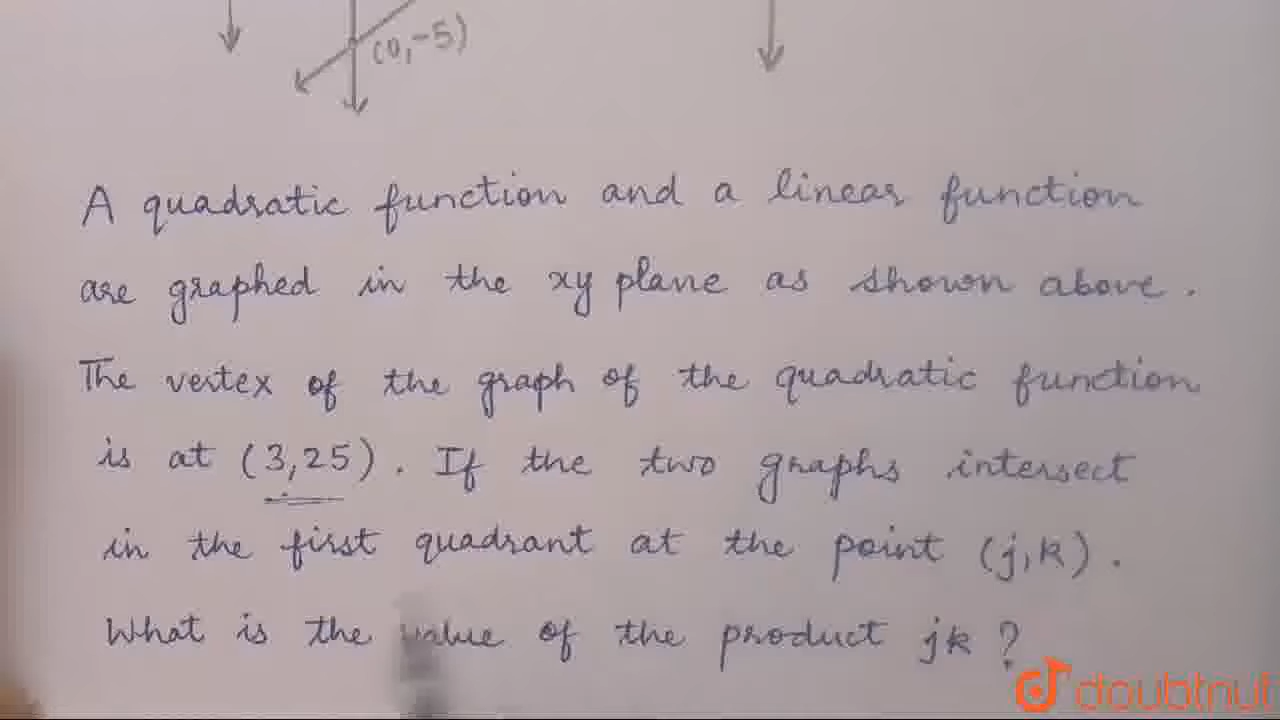 (0,-5)
A quadratic function and a linear function
are graphed in the xy plane as shown above.
The vertex of the graph of the quadratic function
is at (3,25). If the two graphs intersect
in the first quadrant at the point (j,k).
What is the value of the product jk?
doubtnut